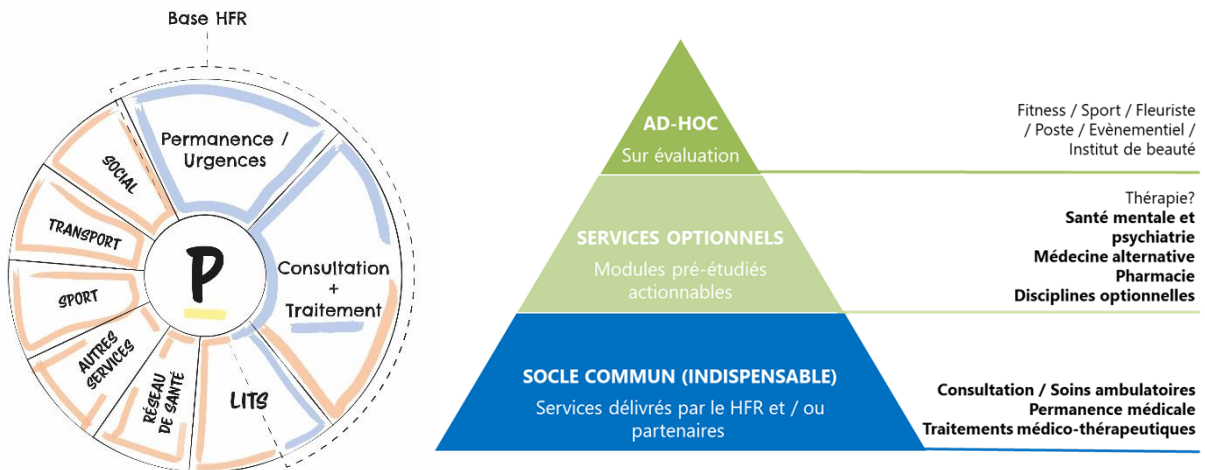 Base HFR
Permanence /
Urgences
Consultation
+
Traitement
LITS
RÉSEAU
DE SANTÉ
AUTRES
SERVICES
SPORT
TRANSPORT
SOCIAL
P
AD-HOC
Sur évaluation
Fitness / Sport / Fleuriste
/ Poste / Evènementiel /
Institut de beauté
SERVICES OPTIONNELS
Modules pré-étudiés
actionnables
Thérapie?
Santé mentale et
psychiatrie
Médecine alternative
Pharmacie
Disciplines optionnelles
SOCLE COMMUN (INDISPENSABLE)
Services délivrés par le HFR et / ou
partenaires
Consultation / Soins ambulatoires
Permanence médicale
Traitements médico-thérapeutiques